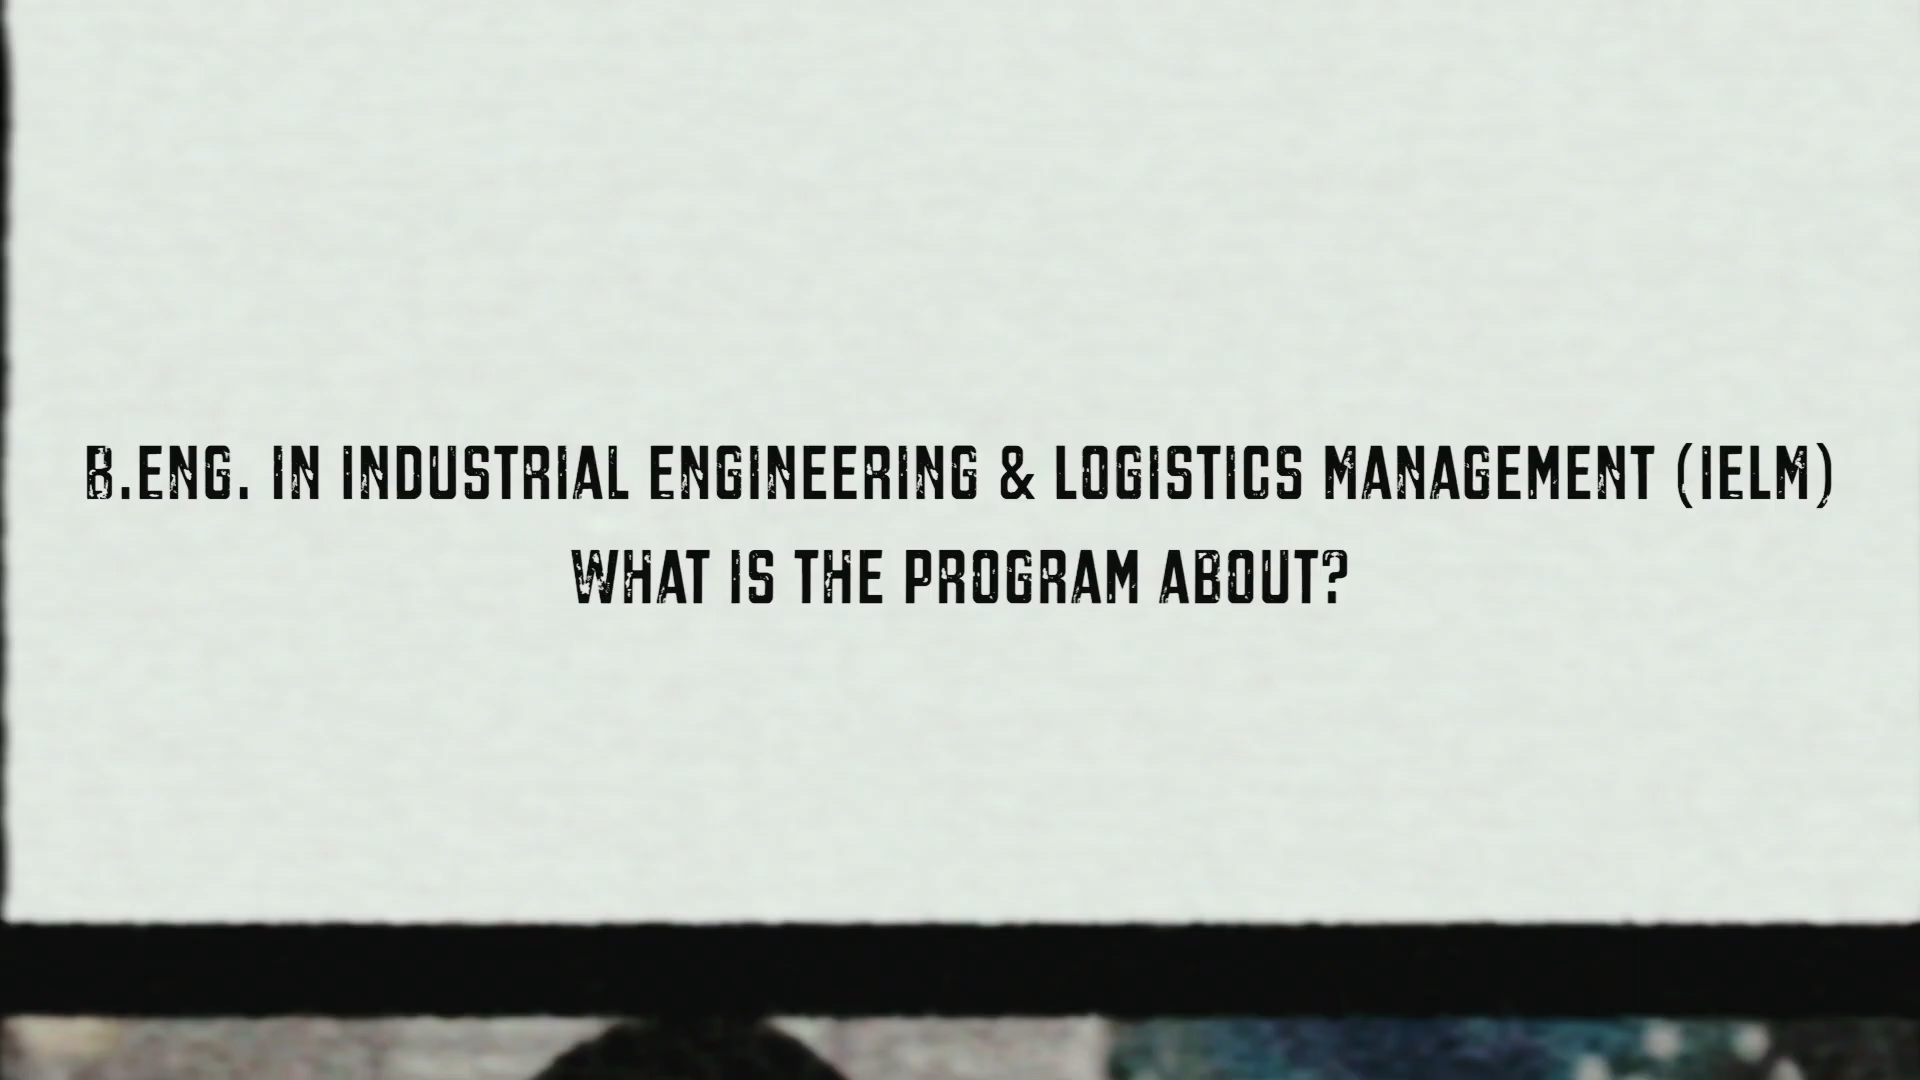 B.ENG. IN INDUSTRIAL ENGINEERING & LOGISTICS MANAGEMENT (IELM)
WHAT IS THE PROGRAM ABOUT?